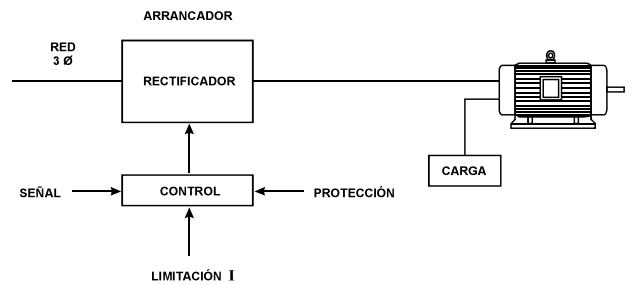 ARRANCADOR
RED
3 Ø
RECTIFICADOR
CARGA
SEÑAL
CONTROL
PROTECCIÓN
LIMITACIÓN I